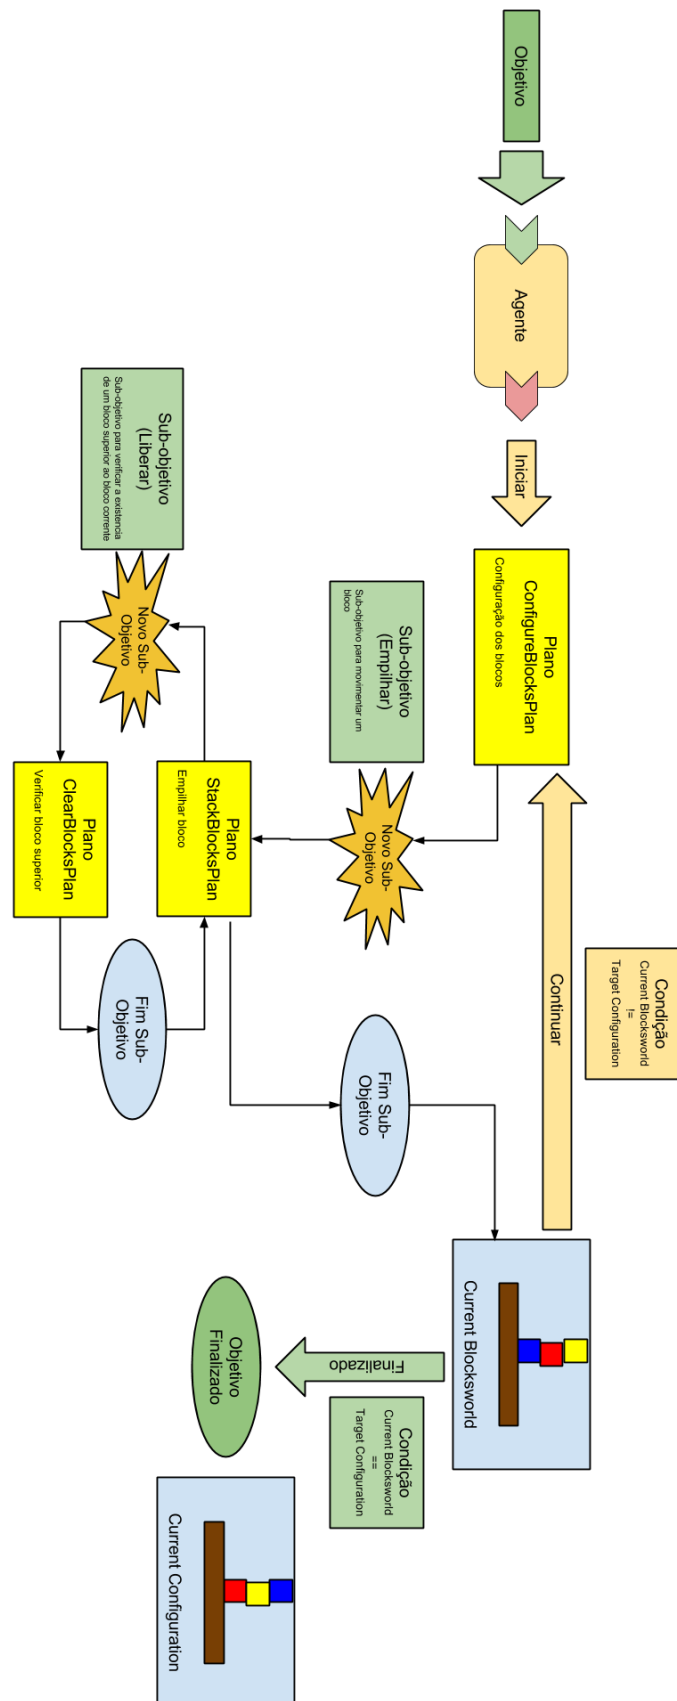 Objetivo
Agente
Iniciar
Plano
ConfigureBlocksPlan
Configuração dos blocos
Continuar
Condição
Current Blocksworld
!=
Target Configuration
Sub-objetivo
(Empilhar)
Sub-objetivo para movimentar um
bloco
Novo Sub-
Objetivo
Sub-objetivo
(Liberar)
Sub-objetivo para verificar a existencia
de um bloco superior ao bloco corrente
Novo Sub-
Objetivo
Plano
StackBlocksPlan
Empilhar bloco
Plano
ClearBlocksPlan
Verificar bloco superior
Fim Sub-
Objetivo
Fim Sub-
Objetivo
Current Blocksworld
Finalizado
Condição
Current Blocksworld
==
Target Configuration
Objetivo
Finalizado
Current Configuration